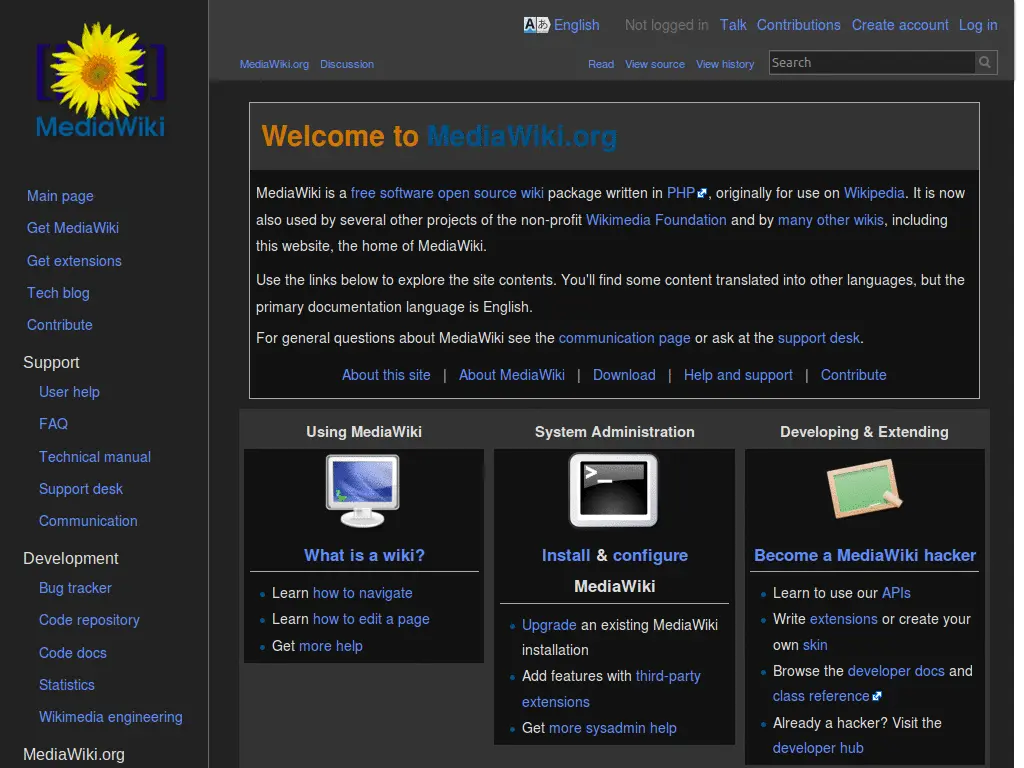 A あ English Not logged in Talk Contributions Create account Log in
MediaWiki.org Discussion Read View source View history Search
MediaWiki
Main page
Get MediaWiki
Get extensions
Tech blog
Contribute
Support
User help
FAQ
Technical manual
Support desk
Communication
Development
Bug tracker
Code repository
Code docs
Statistics
Wikimedia engineering
MediaWiki.org
Welcome to MediaWiki.org
MediaWiki is a free software open source wiki package written in PHP, originally for use on Wikipedia. It is now
also used by several other projects of the non-profit Wikimedia Foundation and by many other wikis, including
this website, the home of MediaWiki.
Use the links below to explore the site contents. You'll find some content translated into other languages, but the
primary documentation language is English.
For general questions about MediaWiki see the communication page or ask at the support desk.
About this site | About MediaWiki | Download | Help and support | Contribute
Using MediaWiki
What is a wiki?
Learn how to navigate
Learn how to edit a page
Get more help
System Administration
>_
Install & configure
MediaWiki
Upgrade an existing MediaWiki
installation
Add features with third-party
extensions
Get more sysadmin help
Developing & Extending
Become a MediaWiki hacker
Learn to use our APIs
Write extensions or create your
own skin
Browse the developer docs and
class reference
Already a hacker? Visit the
developer hub